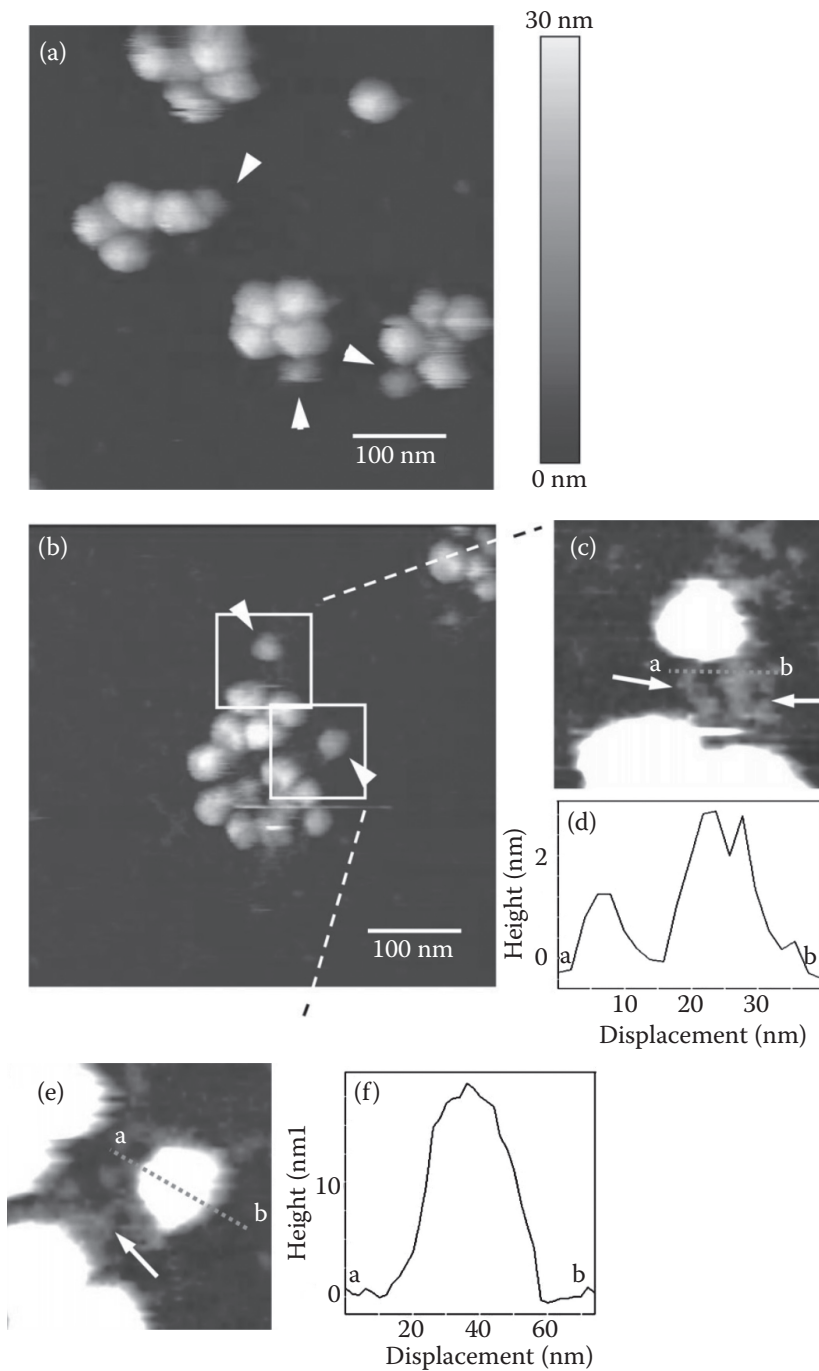 (a)
30 nm
0 nm
100 nm
(b)
100 nm
(c)
a
b
(d)
Height (nm)
2
0
a
b
10
20
30
Displacement (nm)
(e)
a
b
(f)
Height (nm1
10
0
a
b
20
40
60
Displacement (nm)